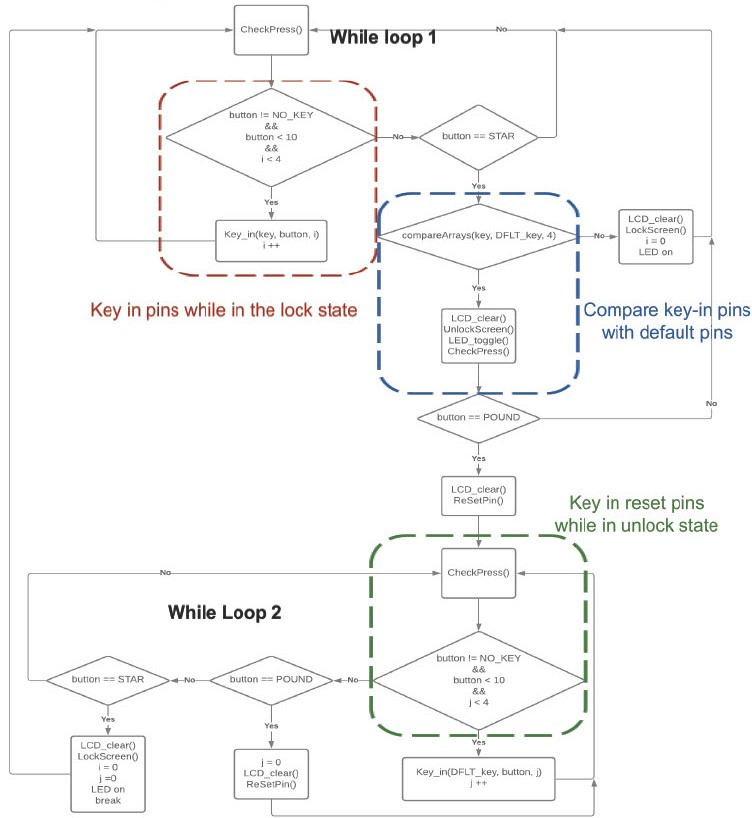 CheckPress()
While loop 1
No
button != NO_KEY
&&
button < 10
&&
i < 4
No
button == STAR
Yes
Yes
Key_in(key, button, i)
i ++
compareArrays(key, DFLT_key, 4)
No
LCD_clear()
LockScreen()
i = 0
LED on
Key in pins while in the lock state
Yes
LCD_clear()
UnlockScreen()
LED_toggle()
CheckPress()
Compare key-in pins
with default pins
button == POUND
No
Yes
LCD_clear()
ReSetPin()
Key in reset pins
while in unlock state
No
CheckPress()
While Loop 2
button != NO_KEY
&&
button < 10
&&
j < 4
No
button == POUND
No
button == STAR
Yes
Yes
Yes
LCD_clear()
LockScreen()
i = 0
j =0
LED on
break
j = 0
LCD_clear()
ReSetPin()
Key_in(DFLT_key, button, j)
j ++